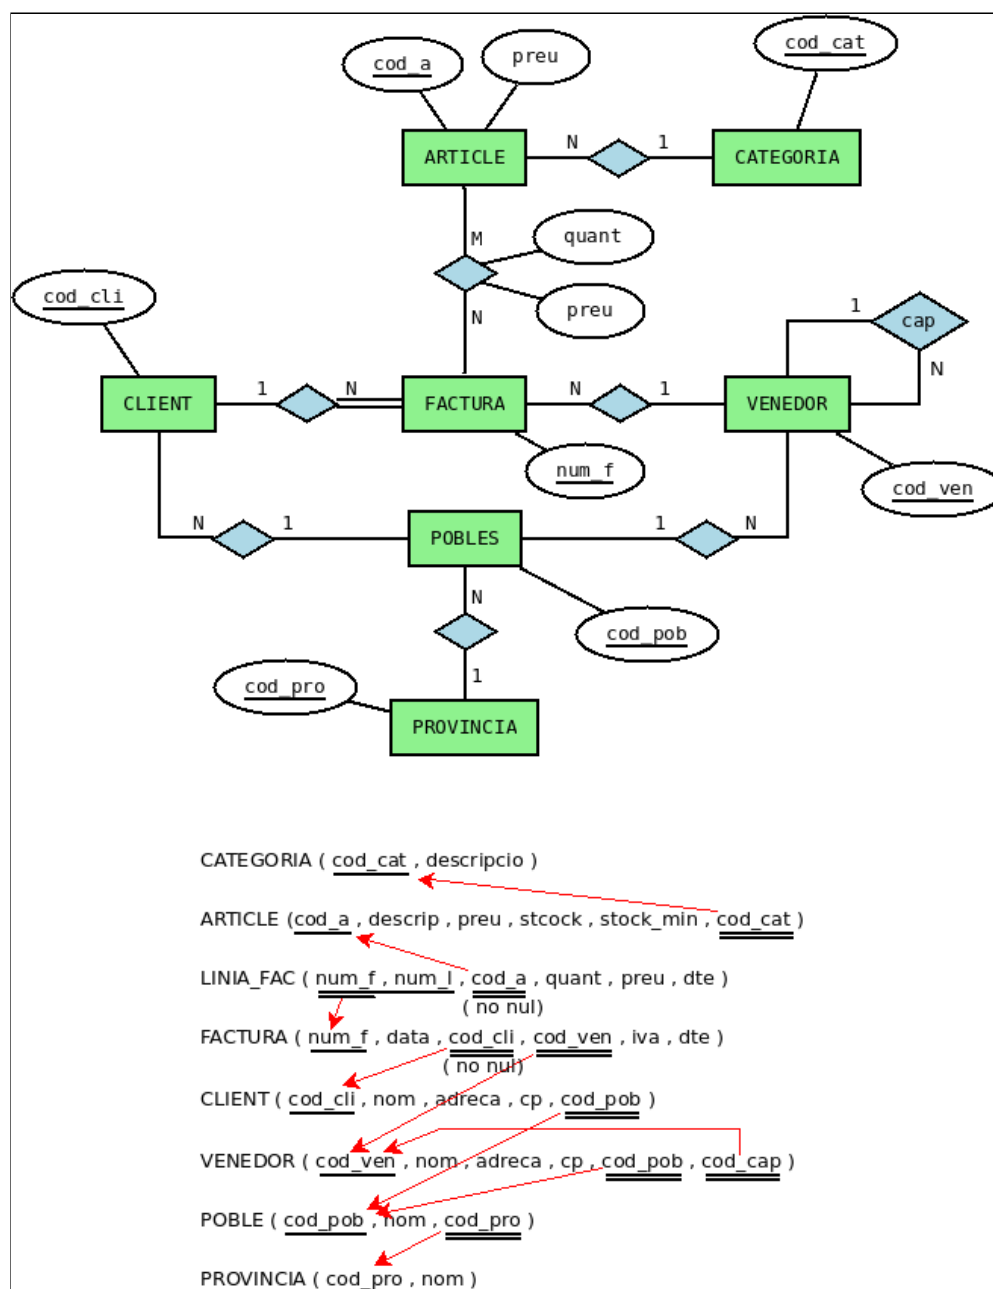 cod_cat
cod_a
preu
ARTICLE
N
1
CATEGORIA
M
quant
preu
N
cod_cli
1
cap
N
CLIENT
1
N
FACTURA
N
1
VENEDOR
num_f
cod_ven
N
1
POBLES
1
N
N
cod_pob
1
cod_pro
PROVINCIA
CATEGORIA ( cod_cat , descripcio )
ARTICLE (cod_a , descrip , preu , stcock , stock_min , cod_cat )
LINIA_FAC ( num_f , num_l , cod_a , quant , preu , dte )
( no nul)
FACTURA ( num_f , data , cod_cli , cod_ven , iva , dte )
( no nul)
CLIENT ( cod_cli , nom , adreca , cp , cod_pob )
VENEDOR ( cod_ven , nom , adreca , cp , cod_pob , cod_cap )
POBLE ( cod_pob , nom , cod_pro )
PROVINCIA ( cod_pro , nom )